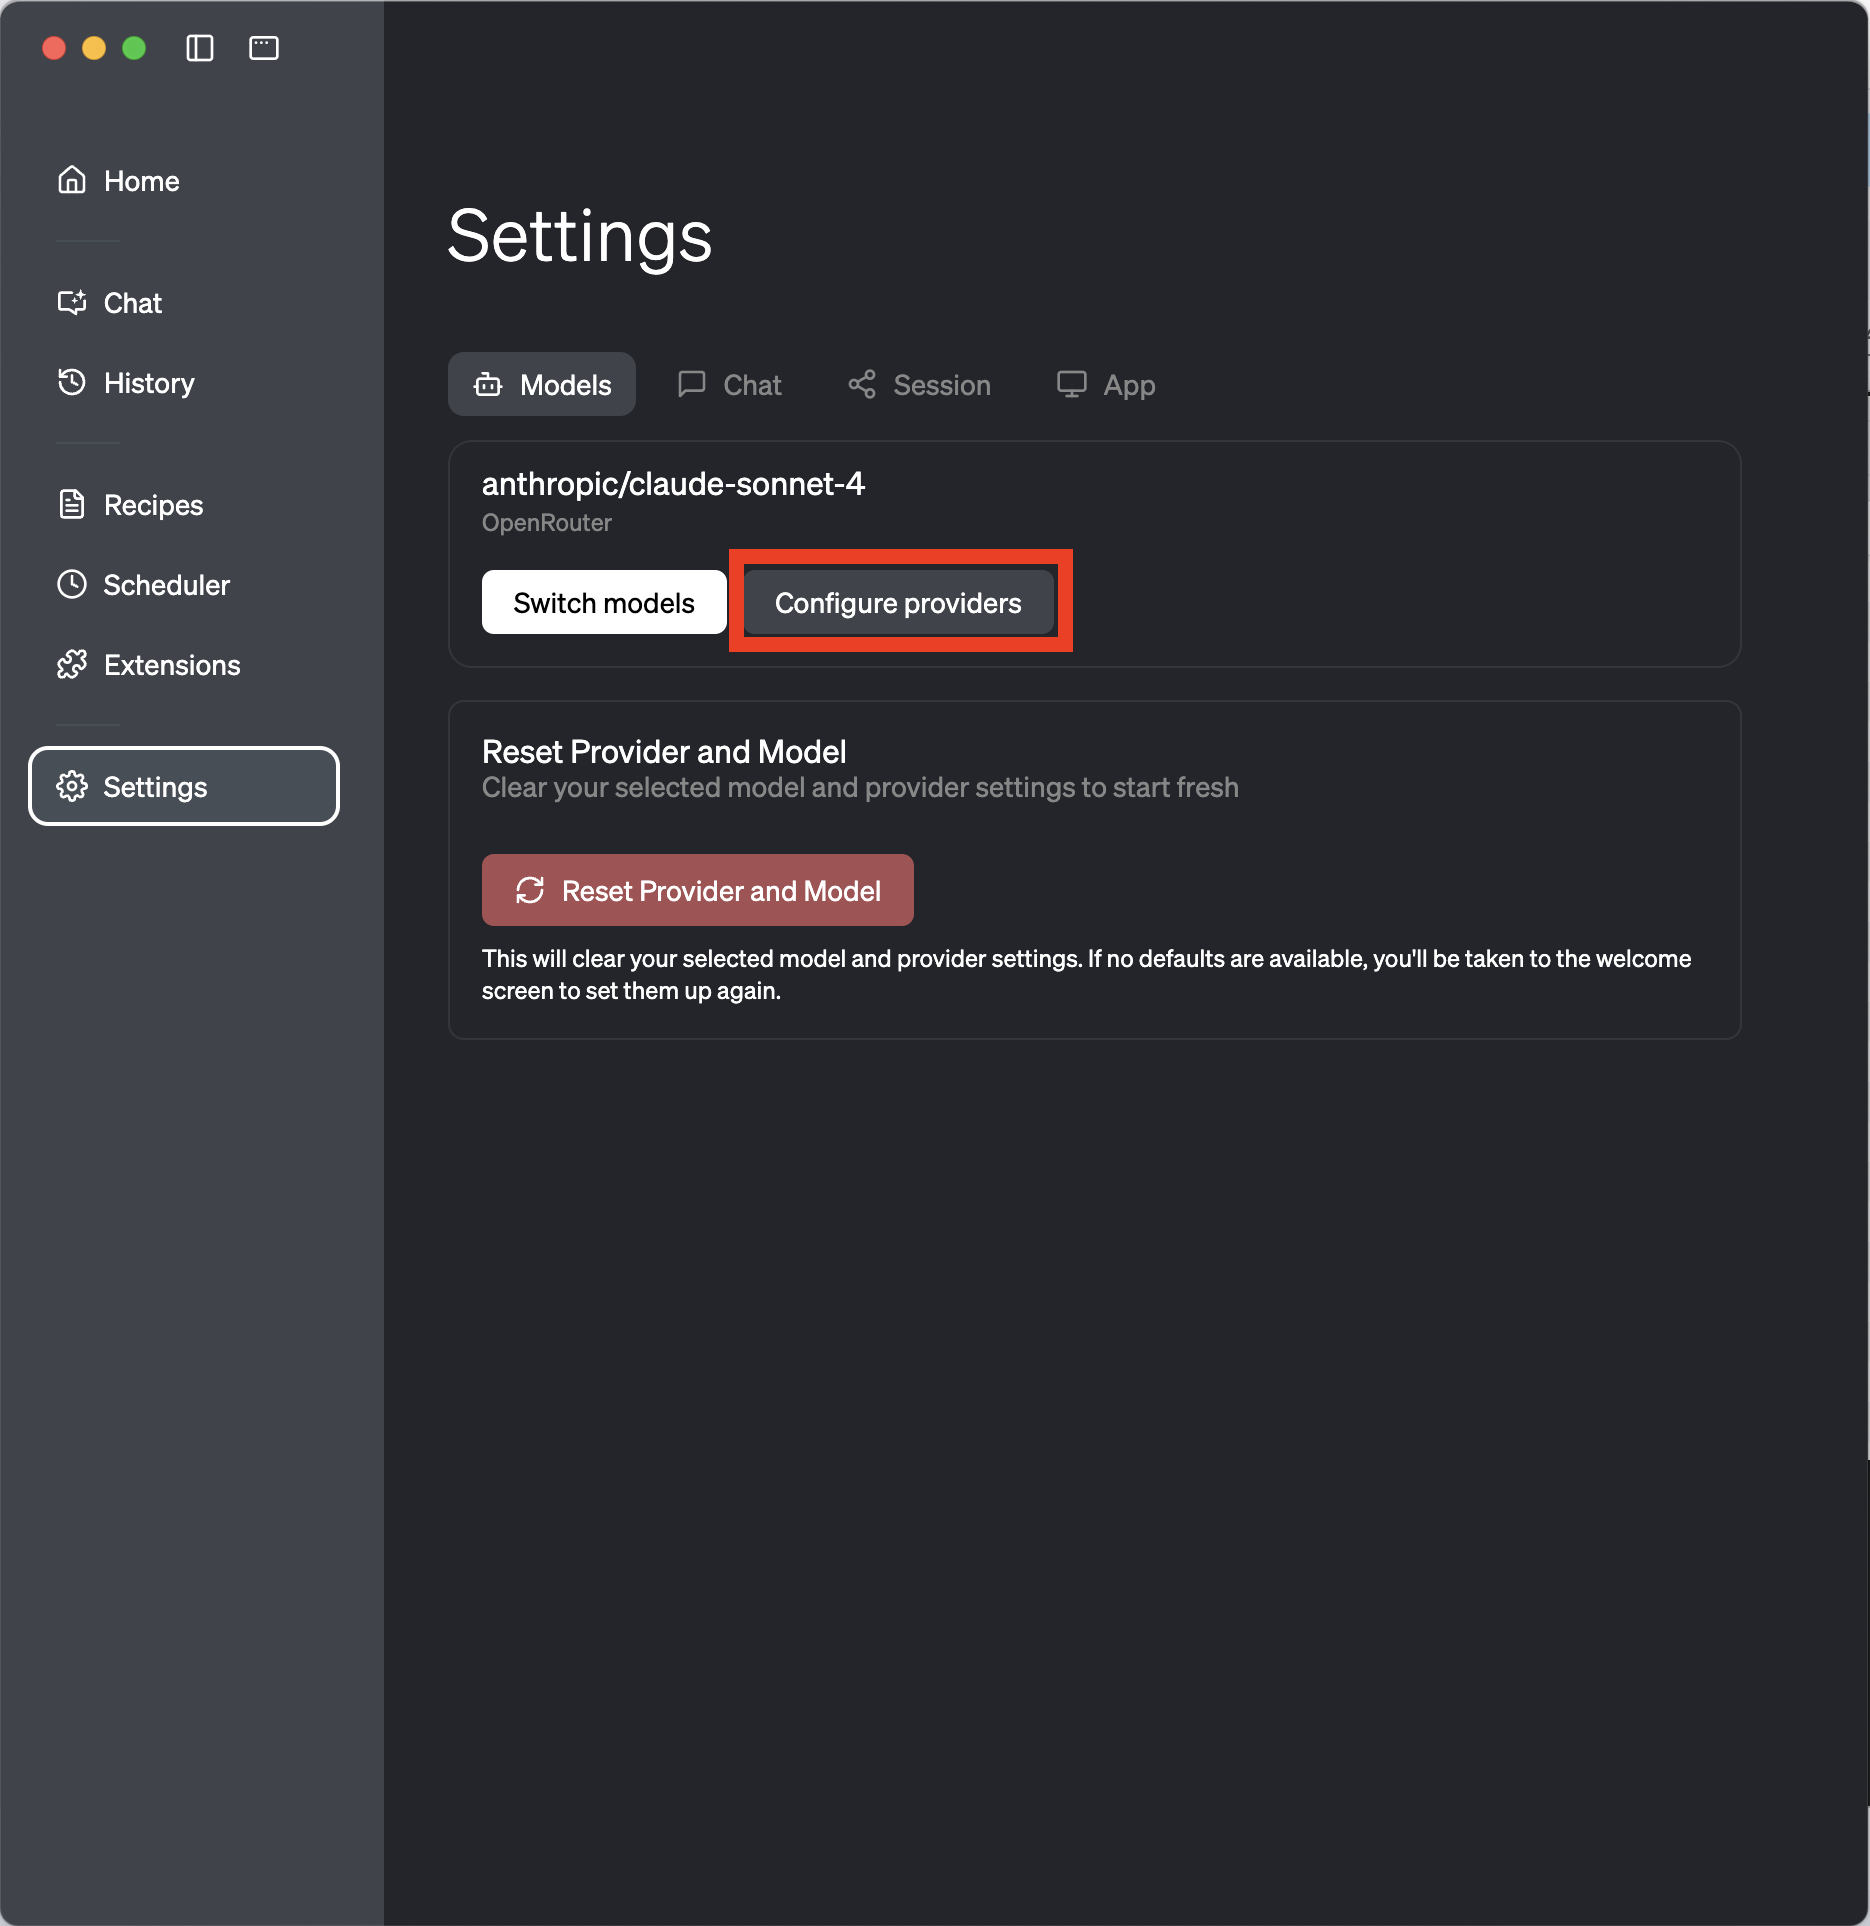 Home
Chat
History
Recipes
Scheduler
Extensions
Settings
Settings
Models
Chat
Session
App
anthropic/claude-sonnet-4
OpenRouter
Switch models
Configure providers
Reset Provider and Model
Clear your selected model and provider settings to start fresh
Reset Provider and Model
This will clear your selected model and provider settings. If no defaults are available, you'll be taken to the welcome
screen to set them up again.